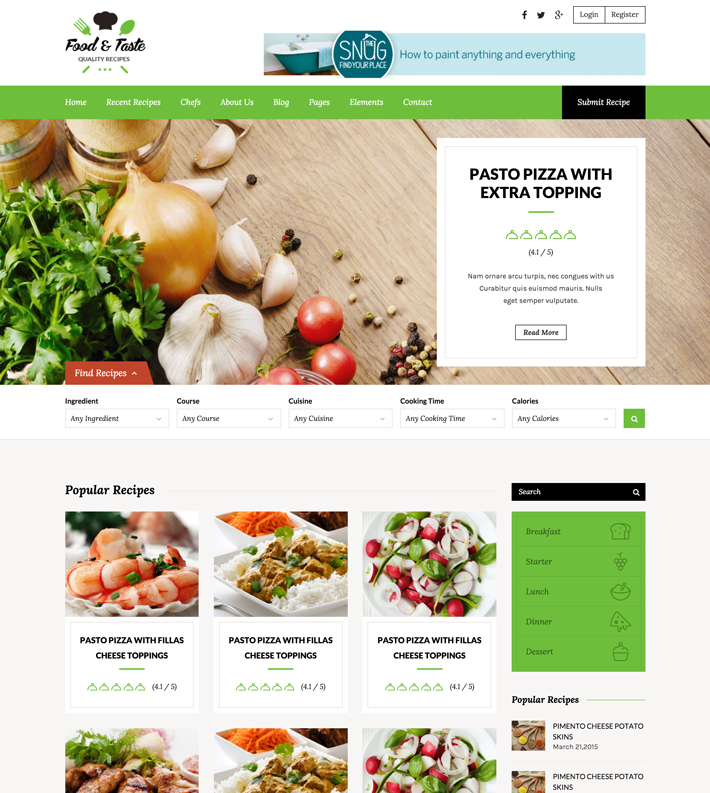 Login Register
Food & Taste
QUALITY RECIPES
THE
SNUG
FIND YOUR PLACE
How to paint anything and everything
Home Recent Recipes Chefs About Us Blog Pages Elements Contact Submit Recipe
PASTO PIZZA WITH
EXTRA TOPPING
(4.1 / 5)
Nam ornare arcu turpis, nec congues with us
Curabitur quis euismod mauris. Nulls
eget semper vulputate.
Read More
Find Recipes
Ingredient Course Cuisine Cooking Time Calories
Any Ingredient Any Course Any Cuisine Any Cooking Time Any Calories
Popular Recipes
PASTO PIZZA WITH FILLAS
CHEESE TOPPINGS
(4.1 / 5)
PASTO PIZZA WITH FILLAS
CHEESE TOPPINGS
(4.1 / 5)
PASTO PIZZA WITH FILLAS
CHEESE TOPPINGS
(4.1 / 5)
Search
Breakfast
Starter
Lunch
Dinner
Dessert
Popular Recipes
PIMENTO CHEESE POTATO
SKINS
March 21,2015
PIMENTO CHEESE POTATO
SKINS